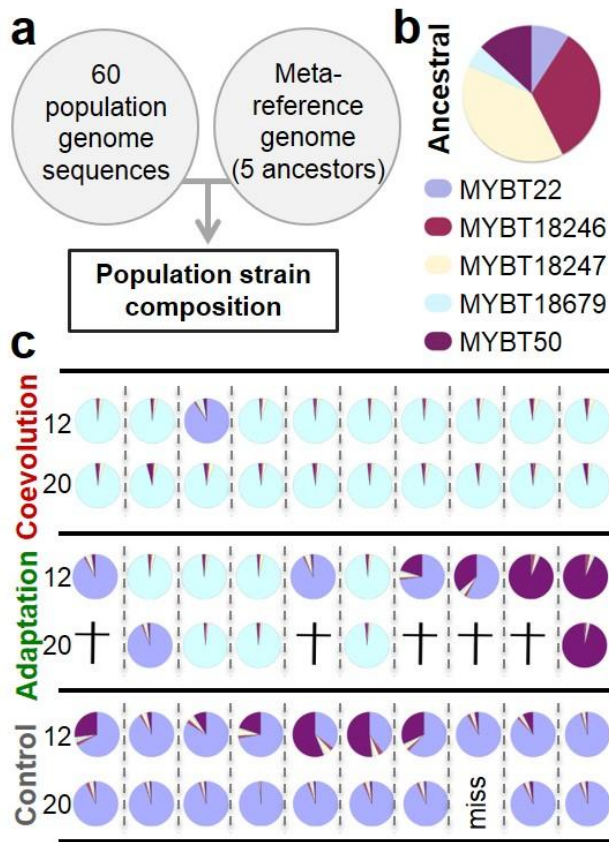 a
60
population
genome
sequences
Meta-
reference
genome
(5 ancestors)
Population strain
composition
b
Ancestral
MYBT22
MYBT18246
MYBT18247
MYBT18679
MYBT50
c
Coevolution
12
20
Adaptation
12
20
Control
12
20
miss